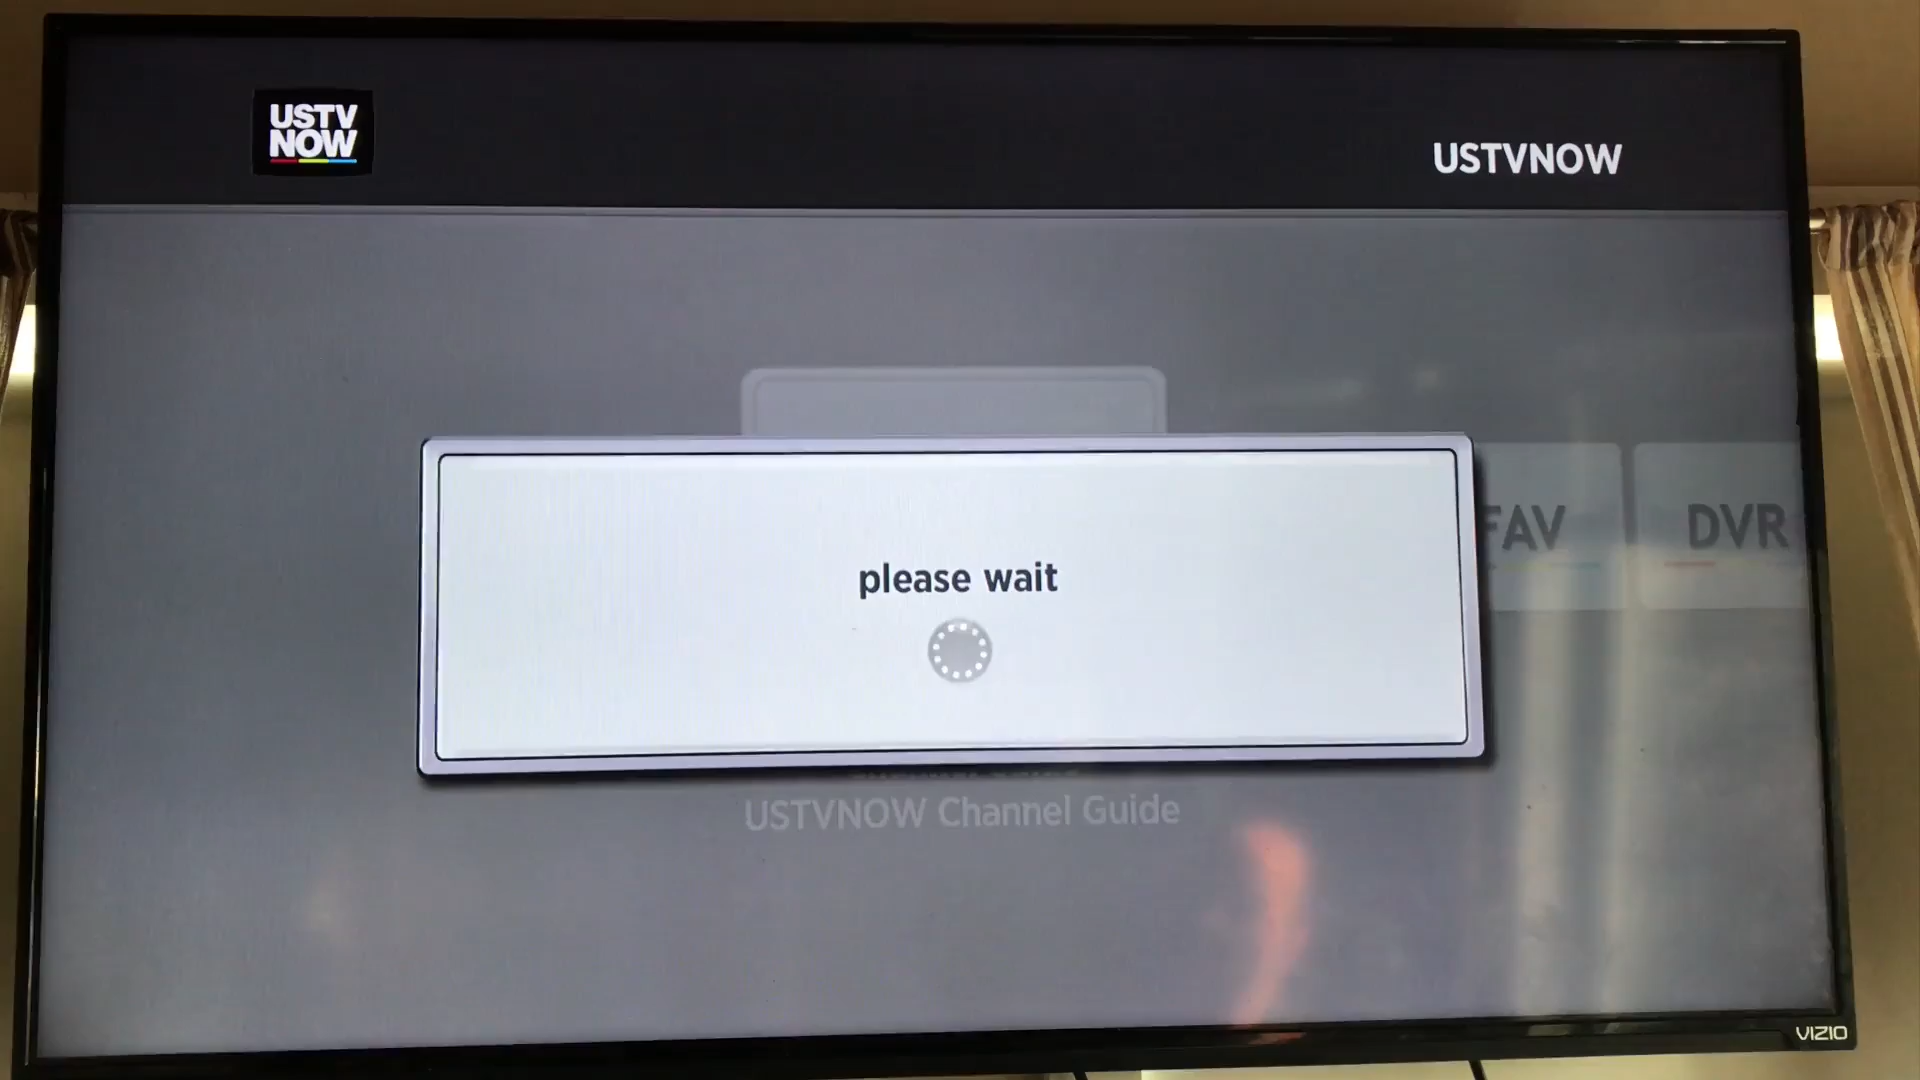 USTV
NOW
USTVNOW
FAV
DVR
please wait
USTVNOW Channel Guide
VIZIO